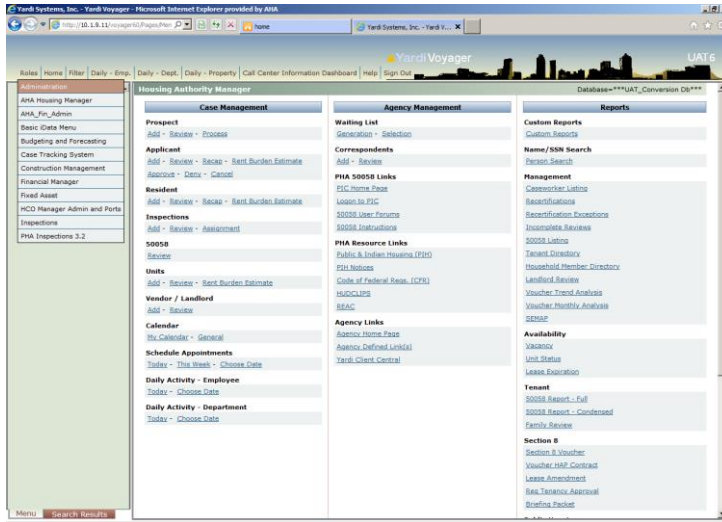 Yardi Systems, Inc. - Yardi Voyager - Microsoft Internet Explorer provided by AHA
http://10.1.9.11/voyager60/Pages/Men
home
Yardi Systems, Inc. - Yardi V...
YardiVoyager
UAT6
Roles Home Filter Daily - Emp. Daily - Dept. Daily - Property Call Center Information Dashboard Help Sign Out
Administration
AHA Housing Manager
AHA_Fin_Admin
Basic iData Menu
Budgeting and Forecasting
Case Tracking System
Construction Management
Financial Manager
Fixed Asset
HCO Manager Admin and Ports
Inspections
PHA Inspections 3.2
Menu Search Results
Housing Authority Manager
Database=***UAT_Conversion Db***
Case Management
Prospect
Add - Review - Process
Applicant
Add - Review - Recap - Rent Burden Estimate
Approve - Deny - Cancel
Resident
Add - Review - Recap - Rent Burden Estimate
Inspections
Add - Review - Assignment
50058
Review
Units
Add - Review - Rent Burden Estimate
Vendor / Landlord
Add - Review
Calendar
My Calendar - General
Schedule Appointments
Today - This Week - Choose Date
Daily Activity - Employee
Today - Choose Date
Daily Activity - Department
Today - Choose Date
Agency Management
Waiting List
Generation - Selection
Correspondents
Add - Review
PHA 50058 Links
PIC Home Page
Logon to PIC
50058 User Forums
50058 Instructions
PHA Resource Links
Public & Indian Housing (PIH)
PIH Notices
Code of Federal Regs. (CFR)
HUDCLIPS
REAC
Agency Links
Agency Home Page
Agency Defined Link(s)
Yardi Client Central
Reports
Custom Reports
Custom Reports
Name/SSN Search
Person Search
Management
Caseworker Listing
Recertifications
Recertification Exceptions
Incomplete Reviews
50058 Listing
Tenant Directory
Household Member Directory
Landlord Review
Voucher Trend Analysis
Voucher Monthly Analysis
SEMAP
Availability
Vacancy
Unit Status
Lease Expiration
Tenant
50058 Report - Full
50058 Report - Condensed
Family Review
Section 8
Section 8 Voucher
Voucher HAP Contract
Lease Amendment
Req Tenancy Approval
Briefing Packet